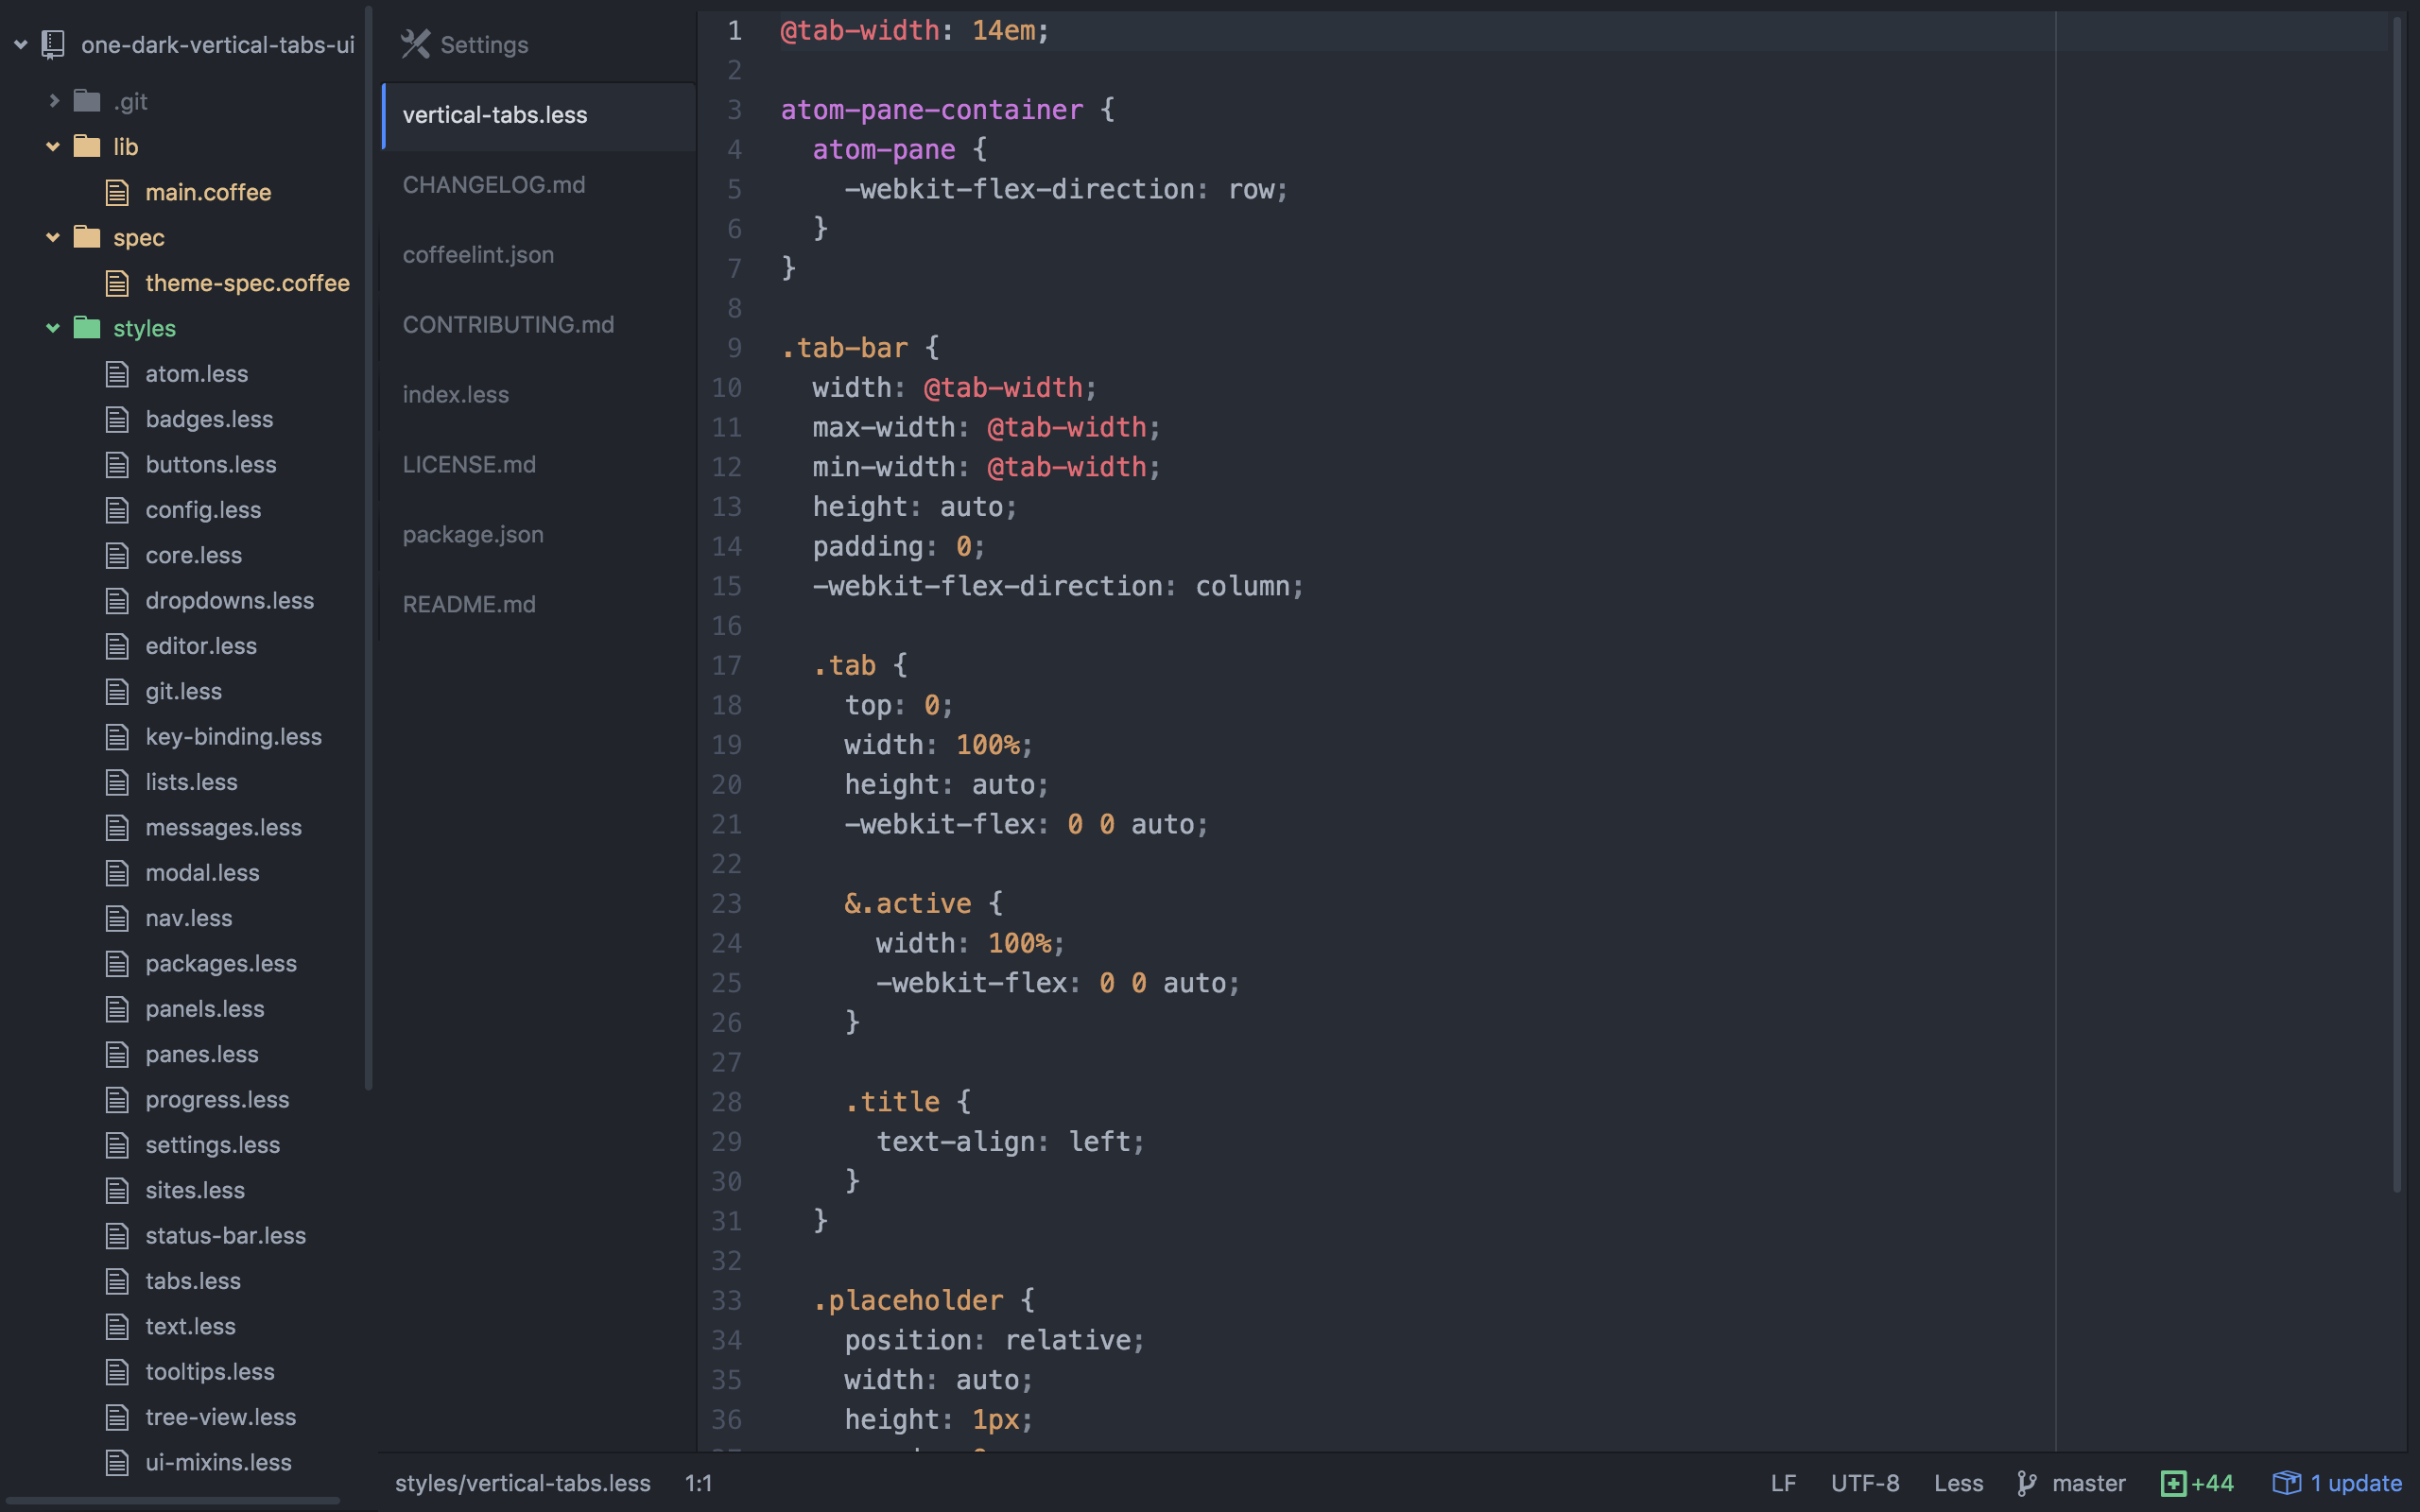 one-dark-vertical-tabs-ui
.git
lib
main.coffee
spec
theme-spec.coffee
styles
atom.less
badges.less
buttons.less
config.less
core.less
dropdowns.less
editor.less
git.less
key-binding.less
lists.less
messages.less
modal.less
nav.less
packages.less
panels.less
panes.less
progress.less
settings.less
sites.less
status-bar.less
tabs.less
text.less
tooltips.less
tree-view.less
ui-mixins.less
Settings
vertical-tabs.less
CHANGELOG.md
coffeelint.json
CONTRIBUTING.md
index.less
LICENSE.md
package.json
README.md
1 @tab-width: 14em;
2
3 atom-pane-container {
4   atom-pane {
5     -webkit-flex-direction: row;
6   }
7 }
8
9 .tab-bar {
10   width: @tab-width;
11   max-width: @tab-width;
12   min-width: @tab-width;
13   height: auto;
14   padding: 0;
15   -webkit-flex-direction: column;
16
17   .tab {
18     top: 0;
19     width: 100%;
20     height: auto;
21     -webkit-flex: 0 0 auto;
22
23     &.active {
24       width: 100%;
25       -webkit-flex: 0 0 auto;
26     }
27
28     .title {
29       text-align: left;
30     }
31   }
32
33   .placeholder {
34     position: relative;
35     width: auto;
36     height: 1px;
styles/vertical-tabs.less 1:1 LF UTF-8 Less master +44 1 update